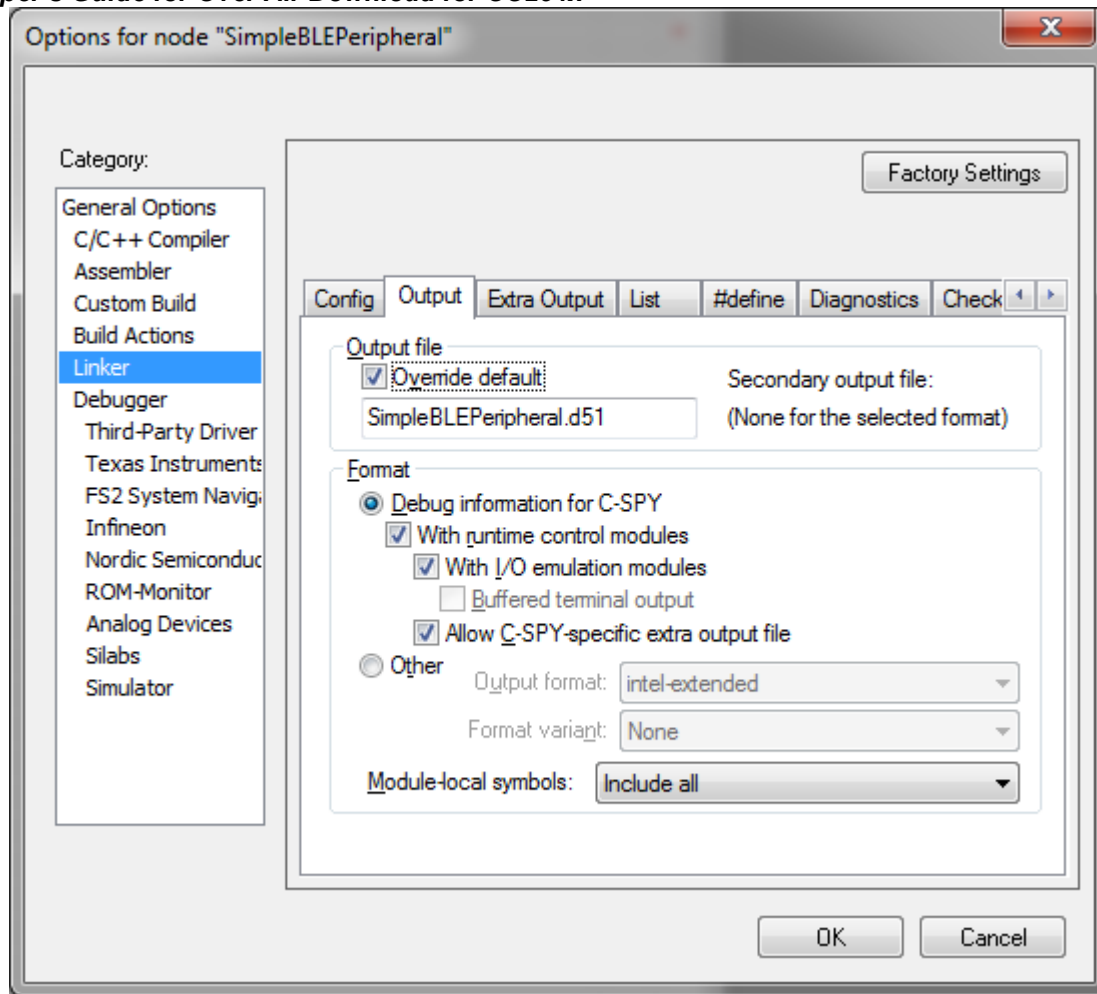 Options for node "SimpleBLEPeripheral"
Category:
Factory Settings
General Options
C/C++ Compiler
Assembler
Custom Build
Build Actions
Linker
Debugger
Third-Party Driver
Texas Instruments
FS2 System Naviga
Infineon
Nordic Semiconduc
ROM-Monitor
Analog Devices
Silabs
Simulator
Config Output Extra Output List #define Diagnostics Check
Output file
Override default
Secondary output file:
SimpleBLEPeripheral.d51
(None for the selected format)
Format
Debug information for C-SPY
With runtime control modules
With I/O emulation modules
Buffered terminal output
Allow C-SPY-specific extra output file
Other
Output format: intel-extended
Format variant: None
Module-local symbols: Include all
OK Cancel